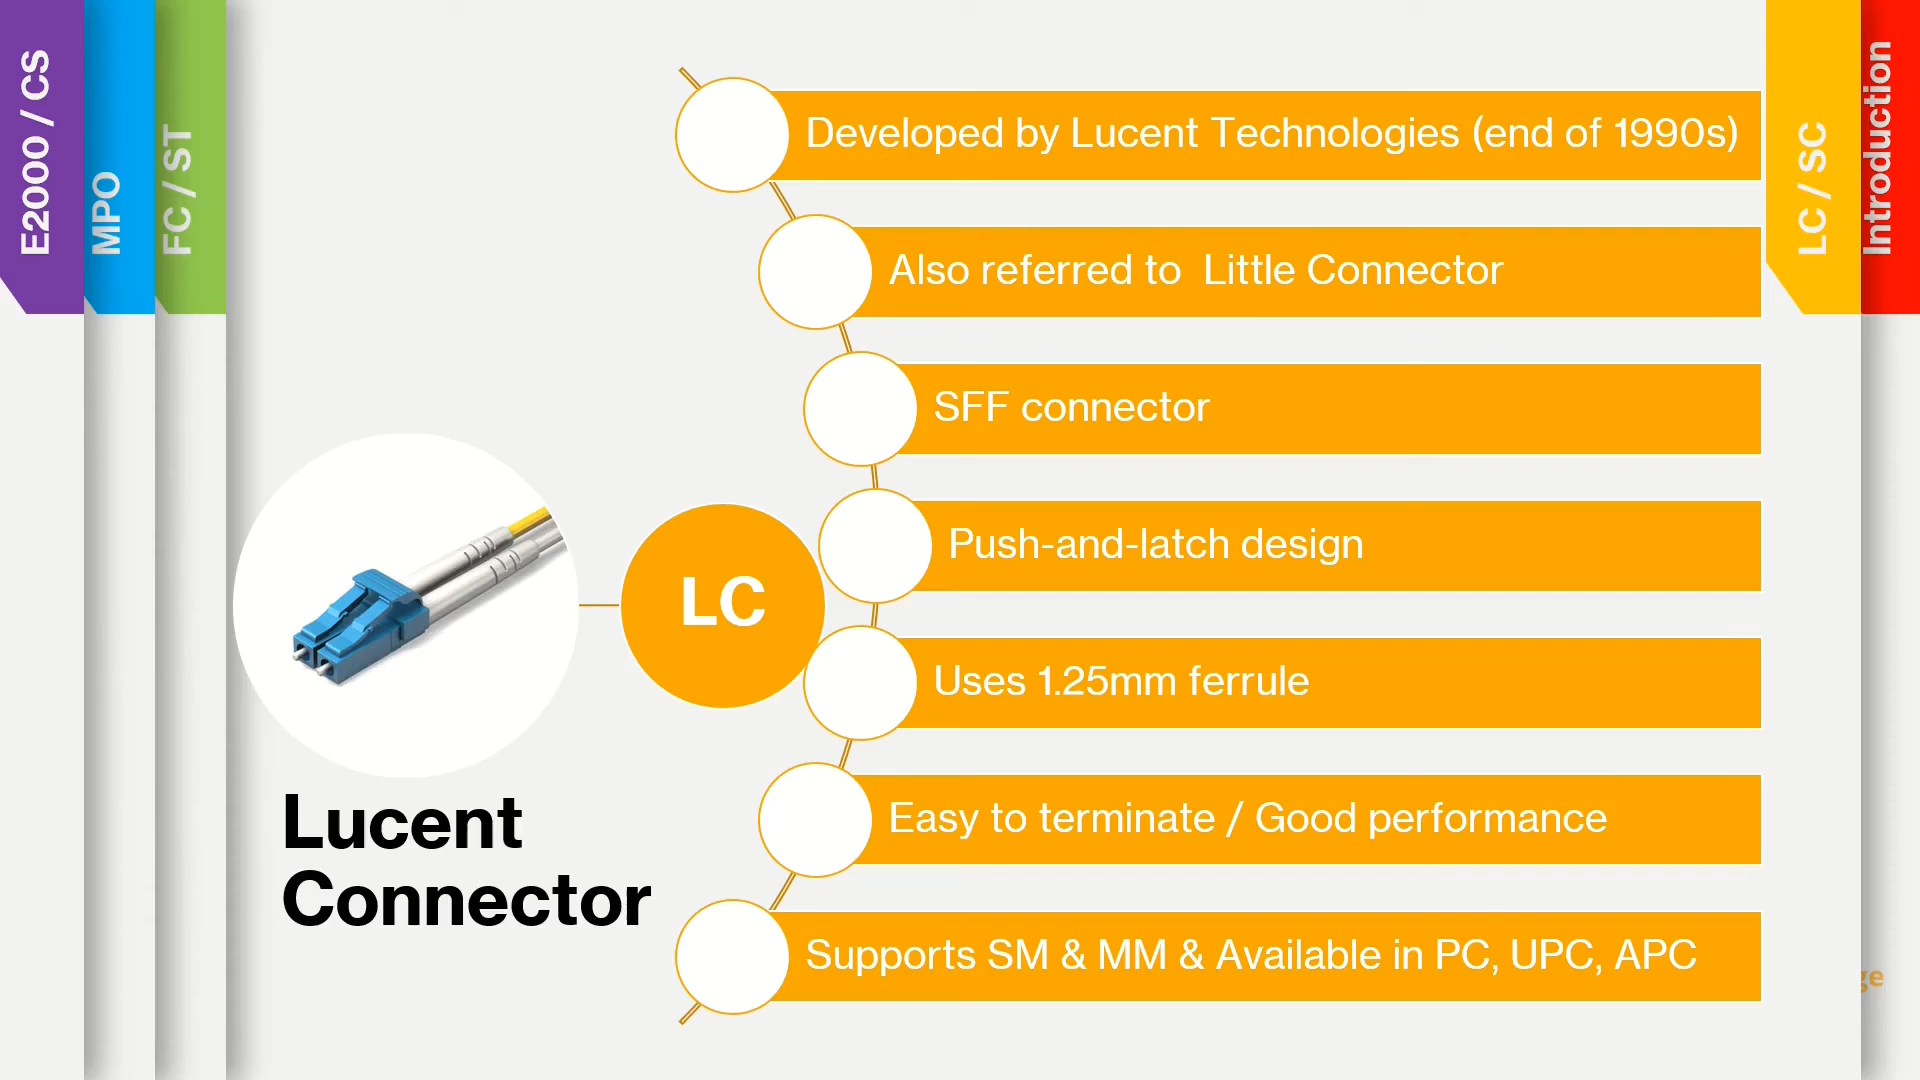 E2000 / CS
MPO
FC / ST
Developed by Lucent Technologies (end of 1990s)
Also referred to  Little Connector
SFF connector
Push-and-latch design
Uses 1.25mm ferrule
Easy to terminate / Good performance
Supports SM & MM & Available in PC, UPC, APC
LC
Lucent
Connector
LC / SC
Introduction